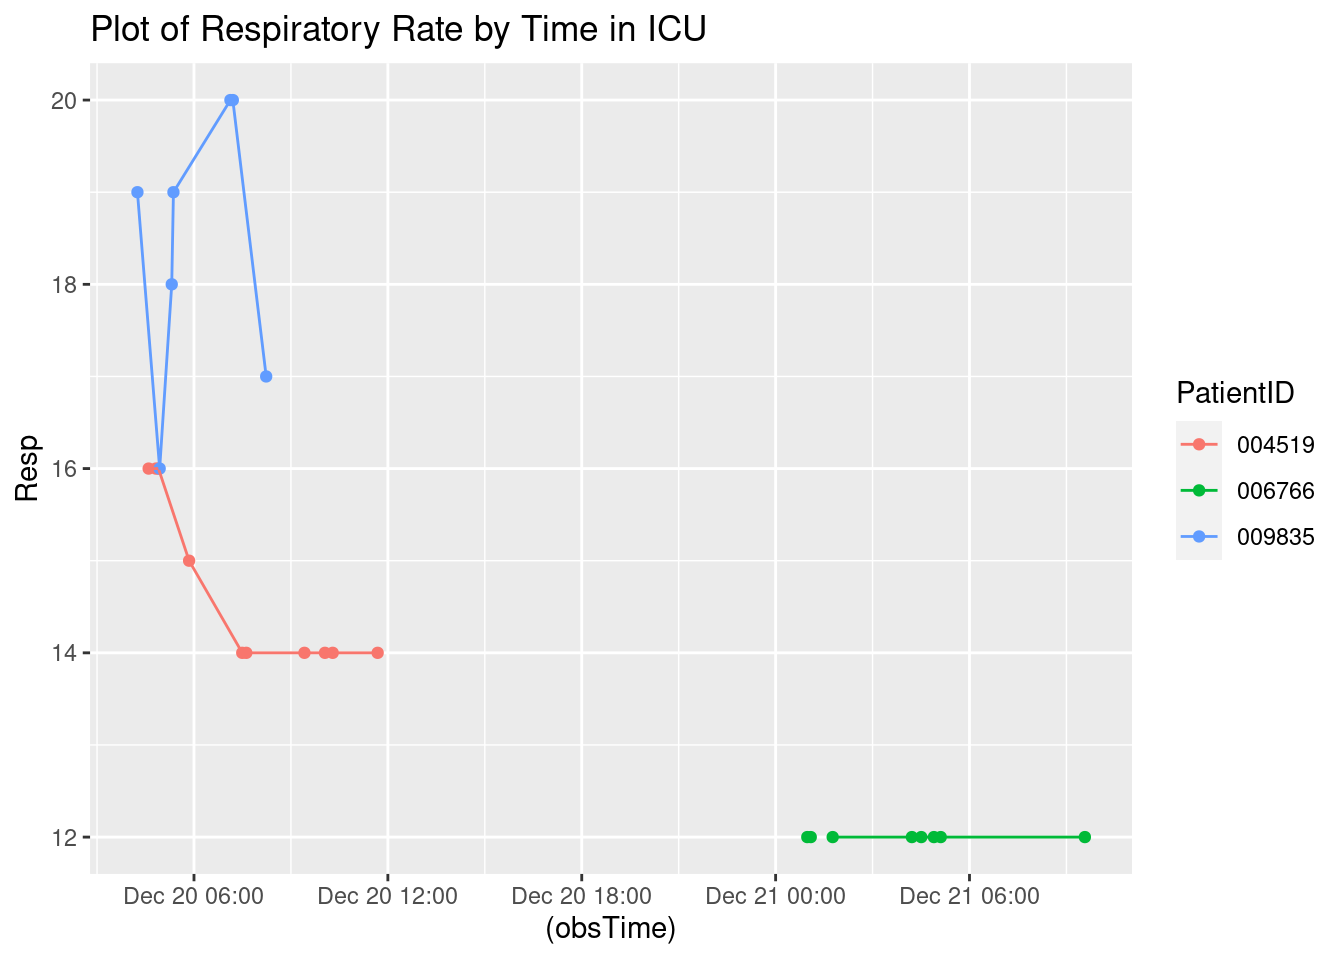 Plot of Respiratory Rate by Time in ICU
20
18
16
14
12
Resp
Dec 20 06:00 Dec 20 12:00 Dec 20 18:00 Dec 21 00:00 Dec 21 06:00
(obsTime)
PatientID
004519
006766
009835